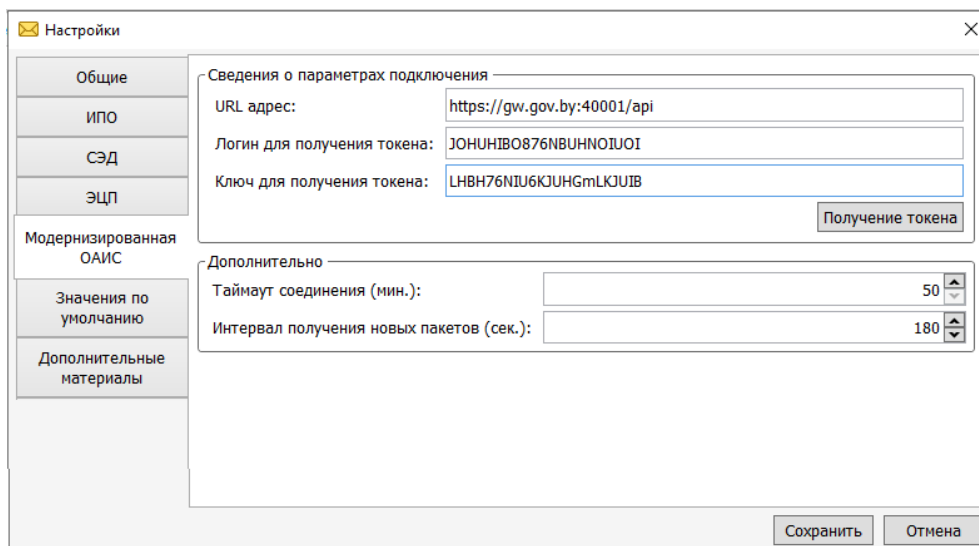 Настройки
Общие
ИПО
СЭД
ЭЦП
Модернизированная
ОАИС
Значения по
умолчанию
Дополнительные
материалы
Сведения о параметрах подключения
URL адрес: https://gw.gov.by:40001/api
Логин для получения токена: JOHUHIBO876NBUHNOIUOI
Ключ для получения токена: LHBH76NIU6KJUHGmLKJUIB
Получение токена
Дополнительно
Таймаут соединения (мин.): 50
Интервал получения новых пакетов (сек.): 180
Сохранить Отмена